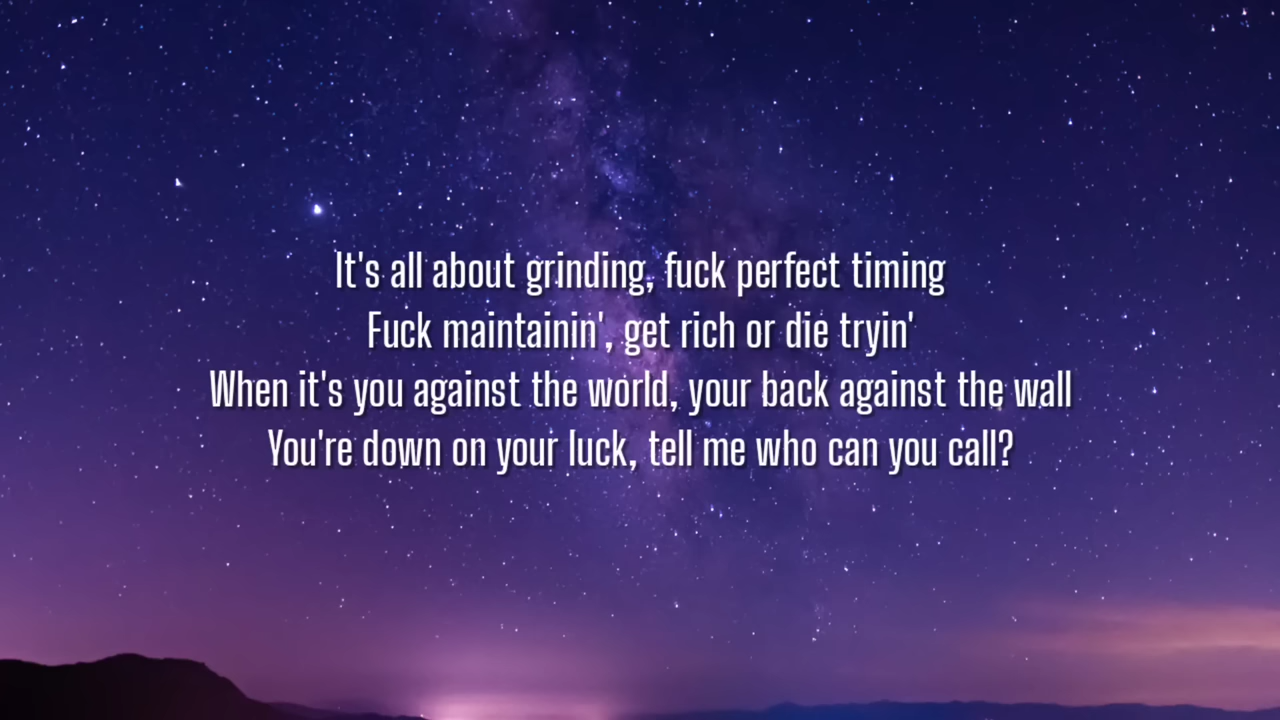 It's all about grinding, fuck perfect timing
Fuck maintainin', get rich or die tryin'
When it's you against the world, your back against the wall
You're down on your luck, tell me who can you call?